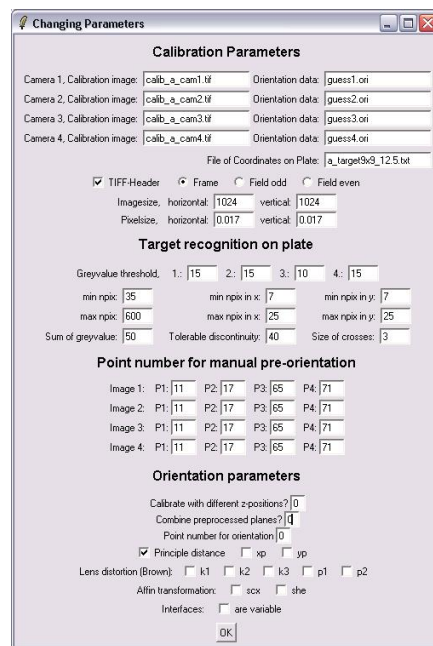 Changing Parameters
Calibration Parameters
Camera 1, Calibration image: calib_a_cam1.tif Orientation data: guess1.ori
Camera 2, Calibration image: calib_a_cam2.tif Orientation data: guess2.ori
Camera 3, Calibration image: calib_a_cam3.tif Orientation data: guess3.ori
Camera 4, Calibration image: calib_a_cam4.tif Orientation data: guess4.ori
File of Coordinates on Plate: a_target9x9_12.5.txt
TIFF-Header Frame Field odd Field even
Imagesize, horizontal: 1024 vertical: 1024
Pixelsize, horizontal: 0.017 vertical: 0.017
Target recognition on plate
Greyvalue threshold, 1.: 15 2.: 15 3.: 10 4.: 15
min npix: 35 min npix in x: 7 min npix in y: 7
max npix: 600 max npix in x: 25 max npix in y: 25
Sum of greyvalue: 50 Tolerable discontinuity: 40 Size of crosses: 3
Point number for manual pre-orientation
Image 1: P1: 11 P2: 17 P3: 65 P4: 71
Image 2: P1: 11 P2: 17 P3: 65 P4: 71
Image 3: P1: 11 P2: 17 P3: 65 P4: 71
Image 4: P1: 11 P2: 17 P3: 65 P4: 71
Orientation parameters
Calibrate with different z-positions? 0
Combine preprocessed planes? 0
Point number for orientation 0
Principle distance xp yp
Lens distortion (Brown): k1 k2 k3 p1 p2
Affin transformation: scx she
Interfaces: are variable
OK